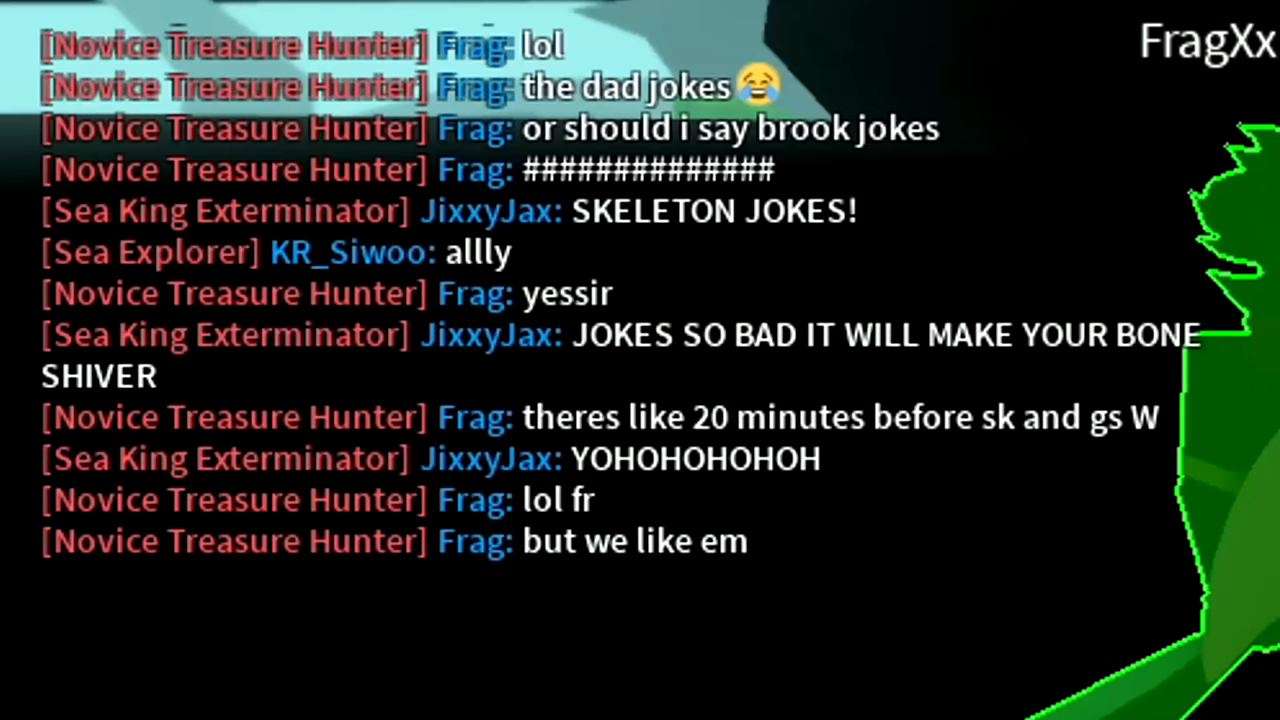 [Novice Treasure Hunter] Frag: lol
FragXx
[Novice Treasure Hunter] Frag: the dad jokes😂
[Novice Treasure Hunter] Frag: or should i say brook jokes
[Novice Treasure Hunter] Frag: ##############
[Sea King Exterminator] JixxyJax: SKELETON JOKES!
[Sea Explorer] KR_Siwoo: allly
[Novice Treasure Hunter] Frag: yessir
[Sea King Exterminator] JixxyJax: JOKES SO BAD IT WILL MAKE YOUR BONE
SHIVER
[Novice Treasure Hunter] Frag: theres like 20 minutes before sk and gs W
[Sea King Exterminator] JixxyJax: YOHOHOHOHOH
[Novice Treasure Hunter] Frag: lol fr
[Novice Treasure Hunter] Frag: but we like em